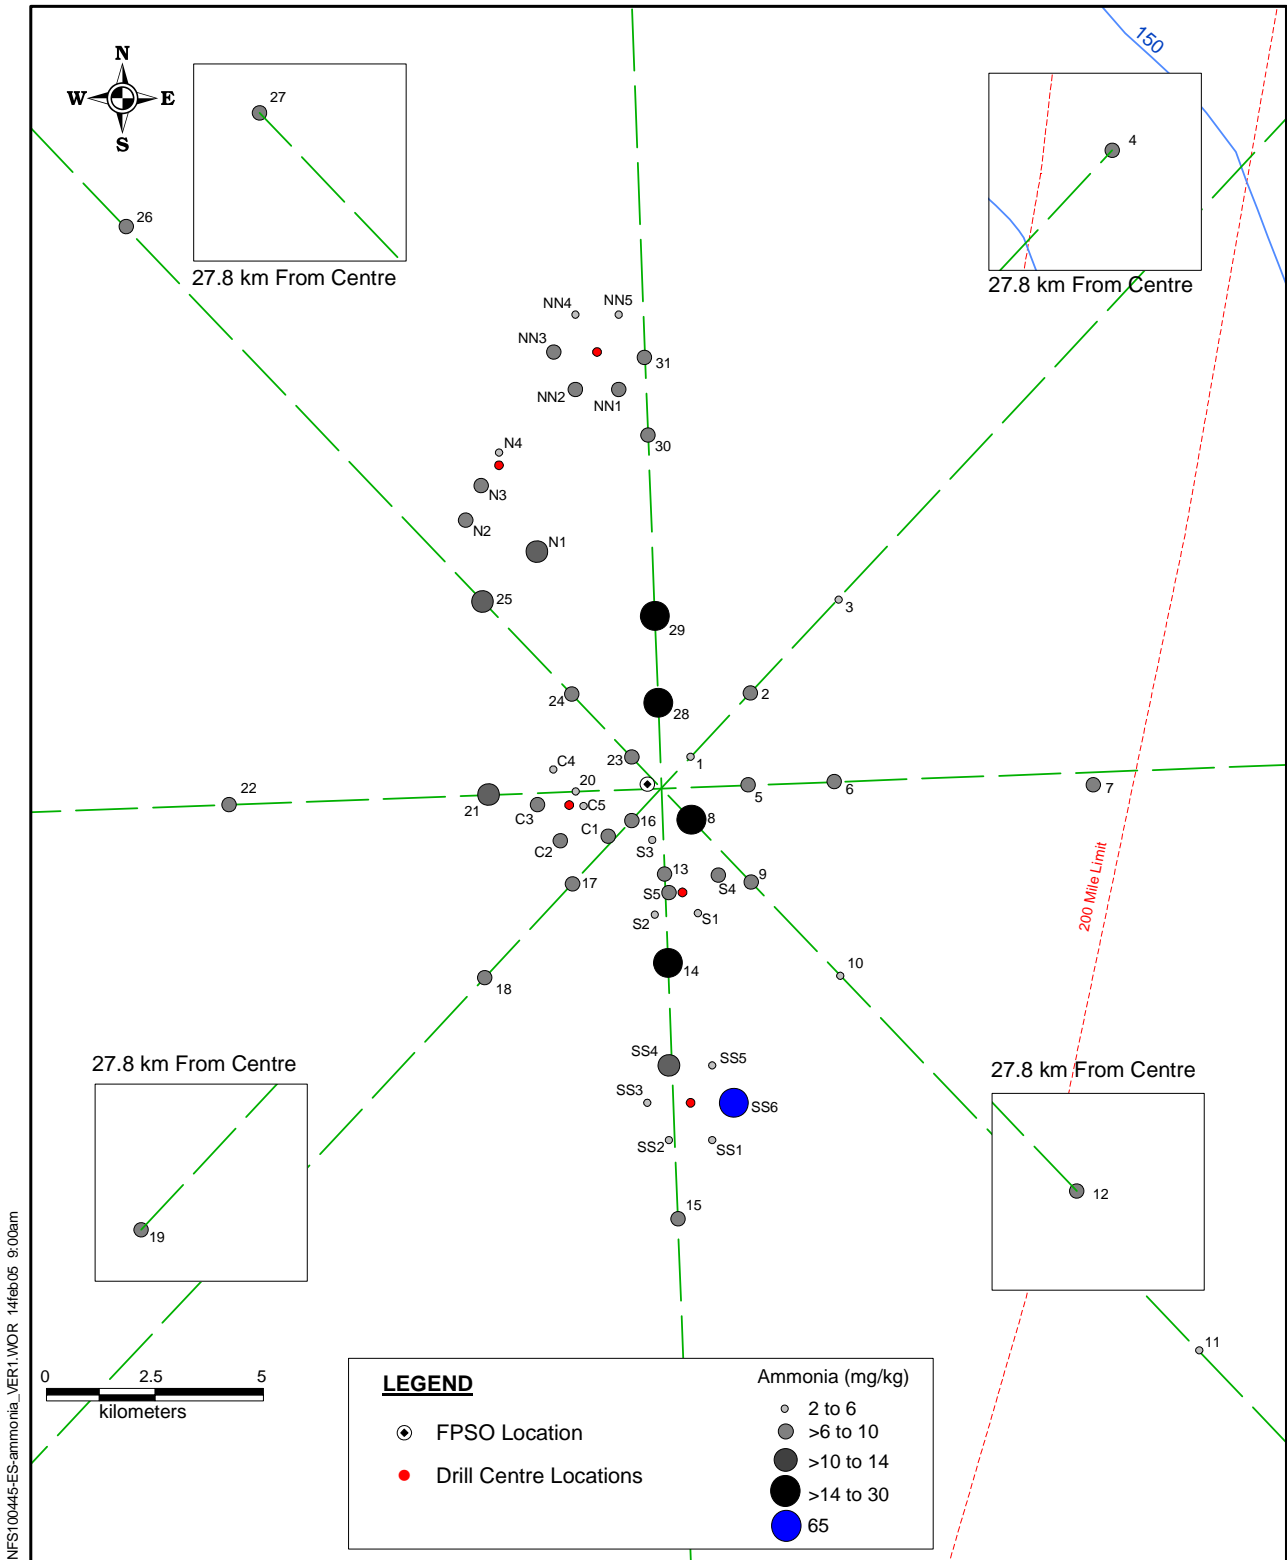 N
W E
S
27
27.8 km From Centre
150
4
27.8 km From Centre
26
NN4 NN5
NN3
31
NN2 NN1
30
N4
N3
N2
N1
25
3
29
2
24
28
23
1
C4
20
22
21
C3
C5
5
6
7
16
8
C1
C2
S3
13
S4
9
17
S5
S2
S1
200 Mile Limit
14
10
18
SS4
SS5
SS3
SS6
SS2
SS1
27.8 km From Centre
19
27.8 km From Centre
12
15
11
0 2.5 5
kilometers
LEGEND
FPSO Location
Drill Centre Locations
Ammonia (mg/kg)
2 to 6
>6 to 10
>10 to 14
>14 to 30
65
NFS100445-ES-ammonia_VER1.WOR 14feb05 9:00am